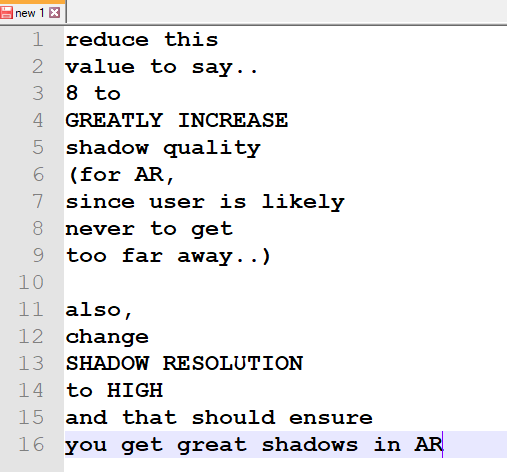 new 1
1 reduce this
2 value to say..
3 8 to
4 GREATLY INCREASE
5 shadow quality
6 (for AR,
7 since user is likely
8 never to get
9 too far away..)
10
11 also,
12 change
13 SHADOW RESOLUTION
14 to HIGH
15 and that should ensure
16 you get great shadows in AR